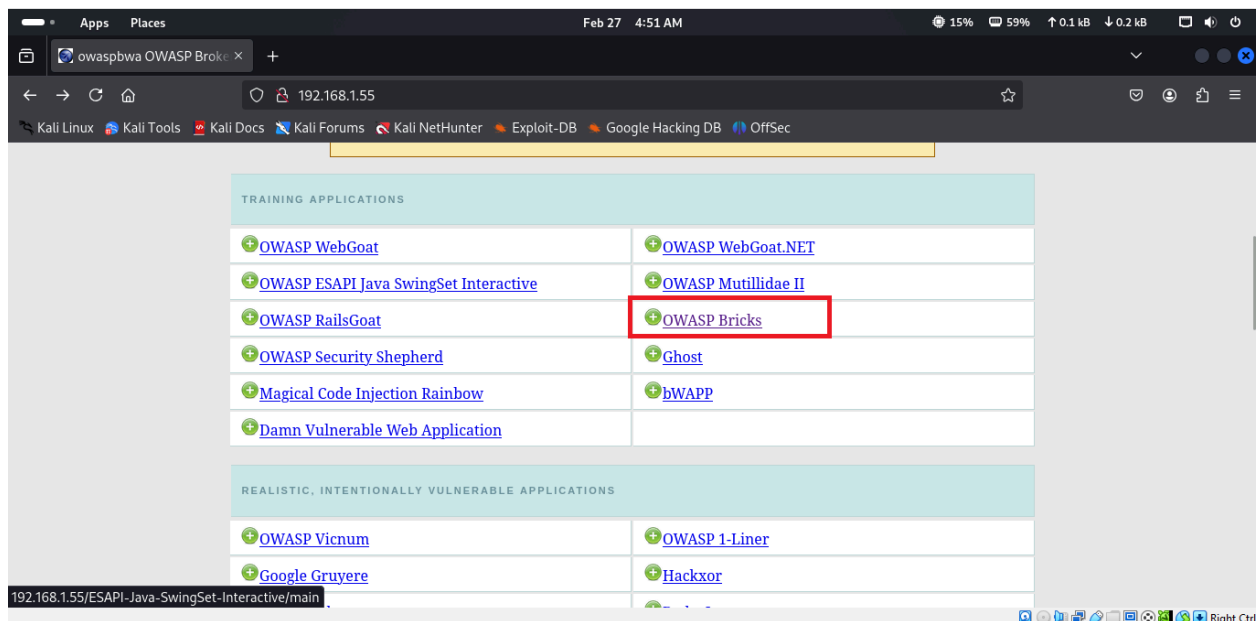 Apps Places Feb 27 4:51 AM 15% 59% ↑0.1 kB ↓0.2 kB
owaspbwa OWASP Broke × +
192.168.1.55
Kali Linux Kali Tools Kali Docs Kali Forums Kali NetHunter Exploit-DB Google Hacking DB OffSec
TRAINING APPLICATIONS
OWASP WebGoat OWASP WebGoat.NET
OWASP ESAPI Java SwingSet Interactive OWASP Mutillidae II
OWASP RailsGoat OWASP Bricks
OWASP Security Shepherd Ghost
Magical Code Injection Rainbow bWAPP
Damn Vulnerable Web Application
REALISTIC, INTENTIONALLY VULNERABLE APPLICATIONS
OWASP Vicnum OWASP 1-Liner
Google Gruyere Hackxor
192.168.1.55/ESAPI-Java-SwingSet-Interactive/main
Right Ctrl